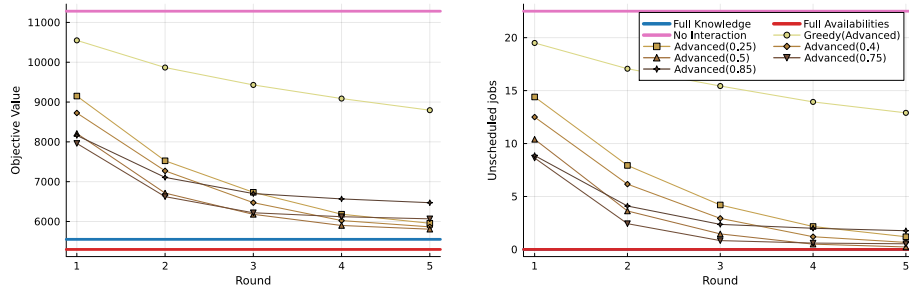 11000
10000
9000
8000
7000
6000
Objective Value
1 2 3 4 5
Round
25
20
15
10
5
0
Unscheduled jobs
1 2 3 4 5
Round
Full Knowledge Full Availabilities
No Interaction Greedy(Advanced)
Advanced(0.25) Advanced(0.4)
Advanced(0.5) Advanced(0.75)
Advanced(0.85)